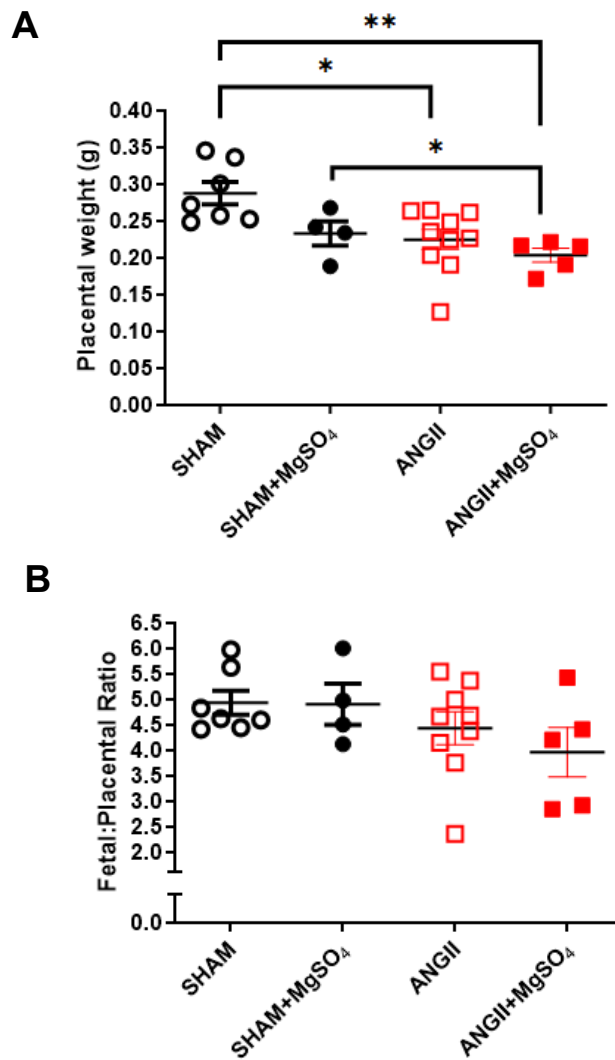 A
**
*
*
Placental weight (g)
0.40
0.35
0.30
0.25
0.20
0.15
0.10
0.05
0.00
SHAM
SHAM+MgSO₄
ANGII
ANGII+MgSO₄
B
Fetal:Placental Ratio
6.5
6.0
5.5
5.0
4.5
4.0
3.5
3.0
2.5
2.0
0.0
SHAM
SHAM+MgSO₄
ANGII
ANGII+MgSO₄